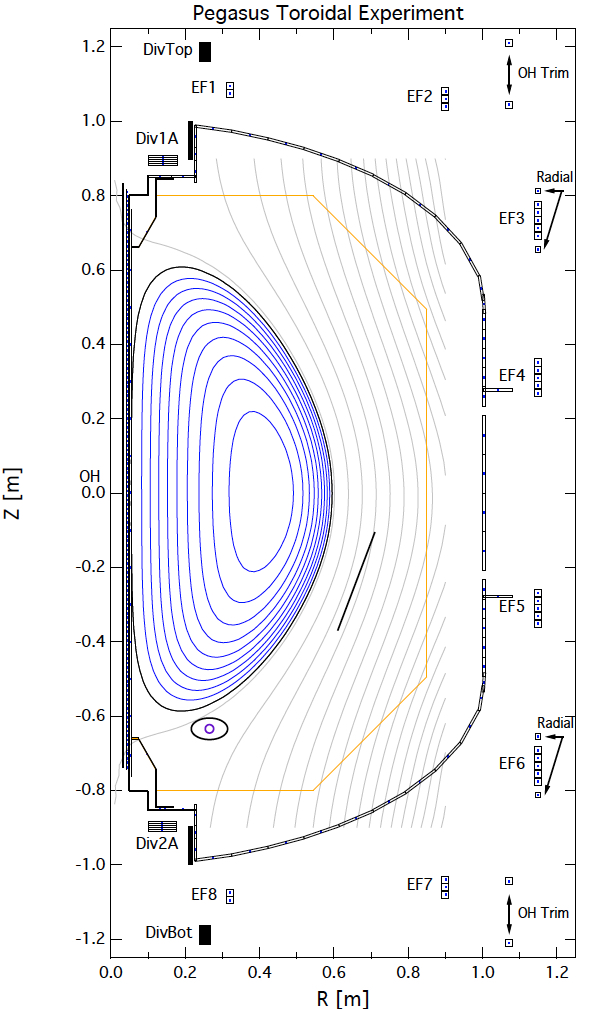 Pegasus Toroidal Experiment
1.2
DivTop
EF1
EF2
OH Trim
1.0
Div1A
0.8
Radial
EF3
0.6
0.4
EF4
0.2
OH
0.0
Z [m]
-0.2
EF5
-0.4
-0.6
Radial
EF6
-0.8
Div2A
-1.0
EF8
EF7
OH Trim
DivBot
-1.2
0.0 0.2 0.4 0.6 0.8 1.0 1.2
R [m]